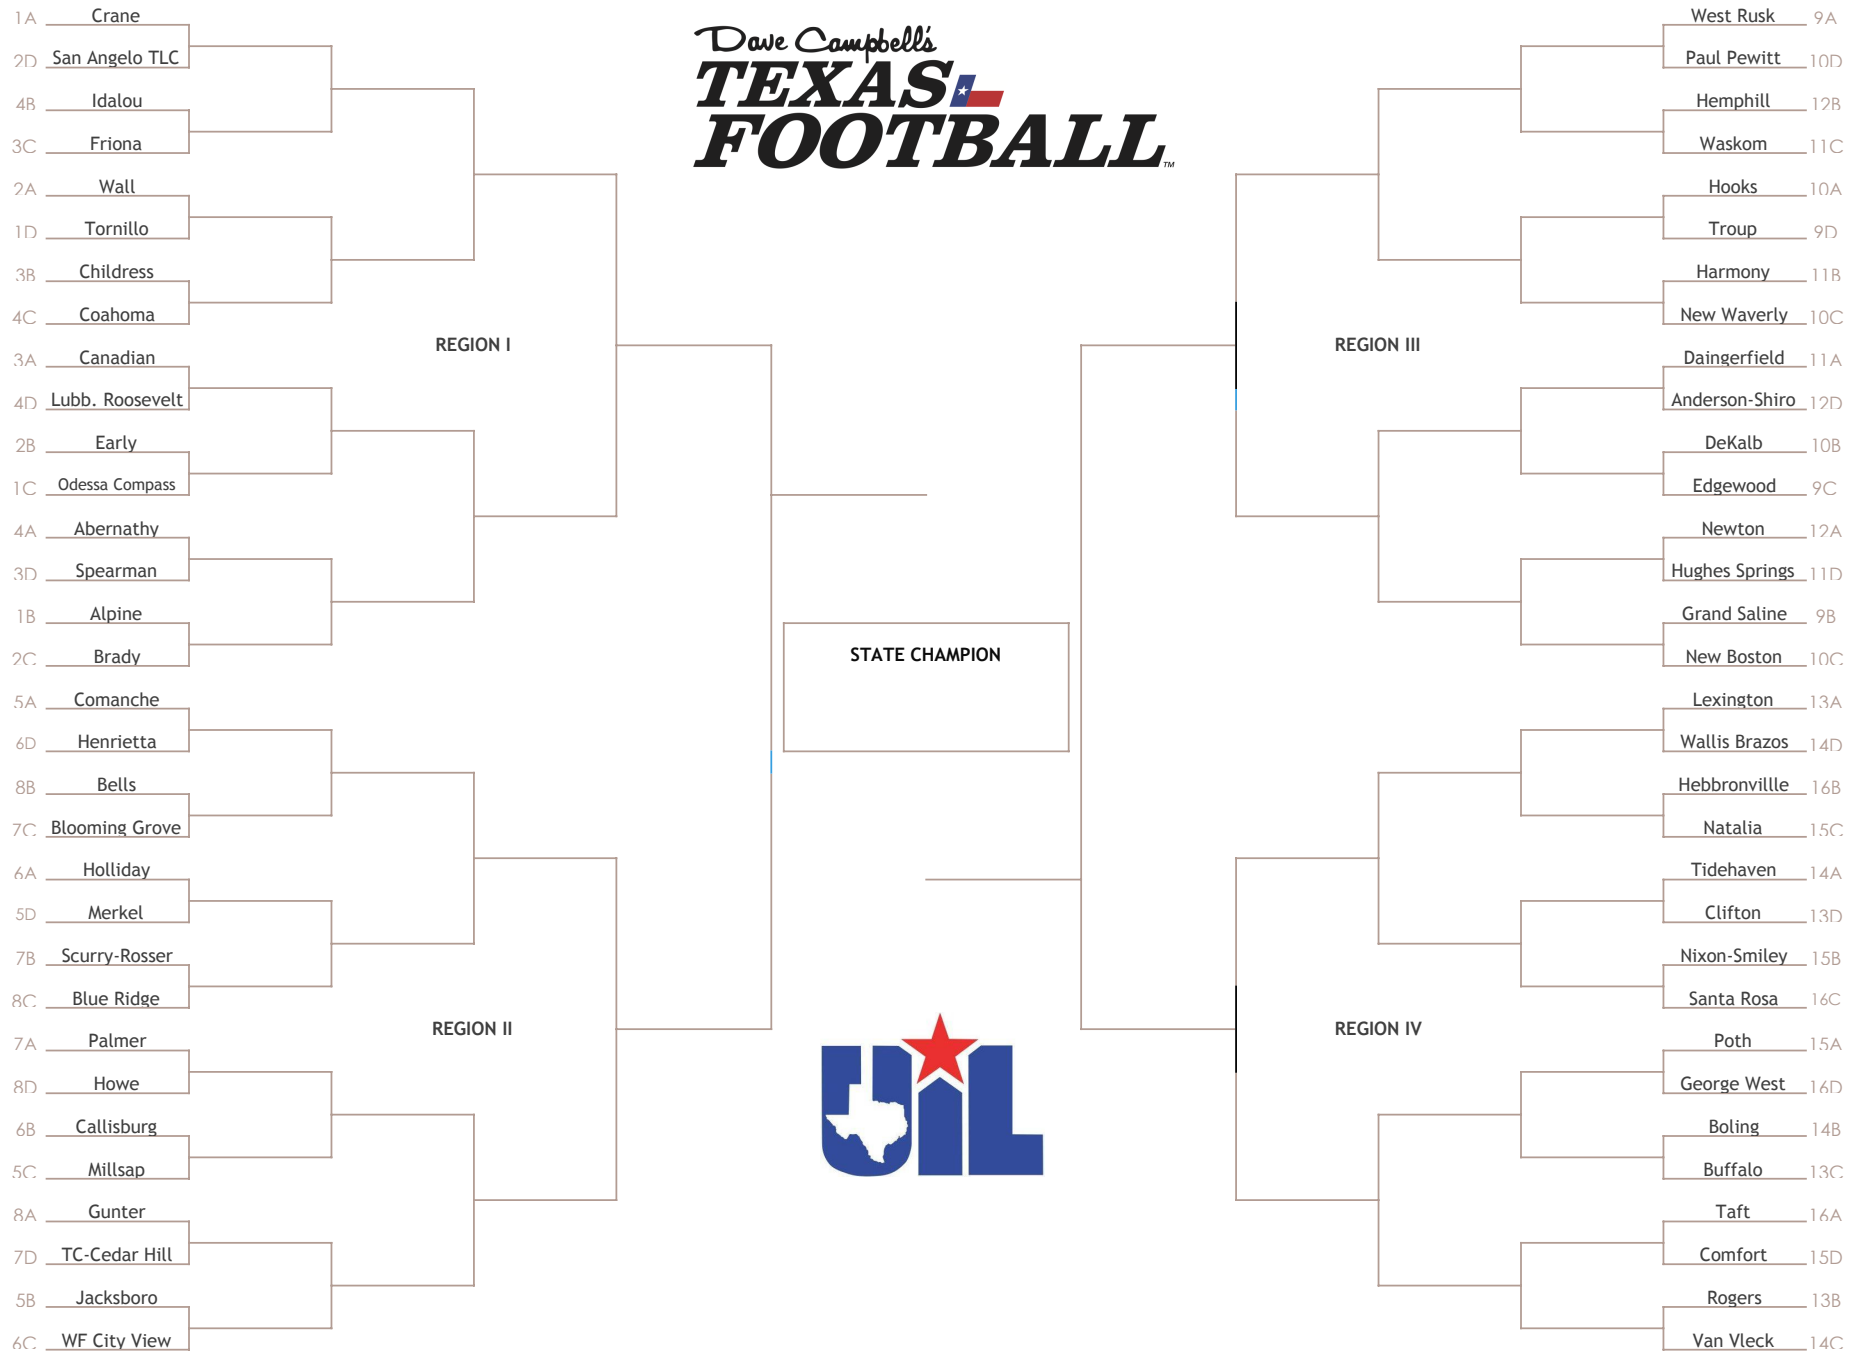 Dave Campbell's
TEXAS
FOOTBALL™
1A Crane
2D San Angelo TLC
4B Idalou
3C Friona
2A Wall
1D Tornillo
3B Childress
4C Coahoma
REGION I
3A Canadian
4D Lubb. Roosevelt
2B Early
1C Odessa Compass
4A Abernathy
3D Spearman
1B Alpine
2C Brady
5A Comanche
6D Henrietta
8B Bells
7C Blooming Grove
6A Holliday
5D Merkel
7B Scurry-Rosser
8C Blue Ridge
REGION II
7A Palmer
8D Howe
6B Callisburg
5C Millsap
8A Gunter
7D TC-Cedar Hill
5B Jacksboro
6C WF City View
STATE CHAMPION
UIL
West Rusk 9A
Paul Pewitt 10D
Hemphill 12B
Waskom 11C
Hooks 10A
Troup 9D
Harmony 11B
New Waverly 10C
REGION III
Daingerfield 11A
Anderson-Shiro 12D
DeKalb 10B
Edgewood 9C
Newton 12A
Hughes Springs 11D
Grand Saline 9B
New Boston 10C
Lexington 13A
Wallis Brazos 14D
Hebbronvillle 16B
Natalia 15C
Tidehaven 14A
Clifton 13D
Nixon-Smiley 15B
Santa Rosa 16C
REGION IV
Poth 15A
George West 16D
Boling 14B
Buffalo 13C
Taft 16A
Comfort 15D
Rogers 13B
Van Vleck 14C